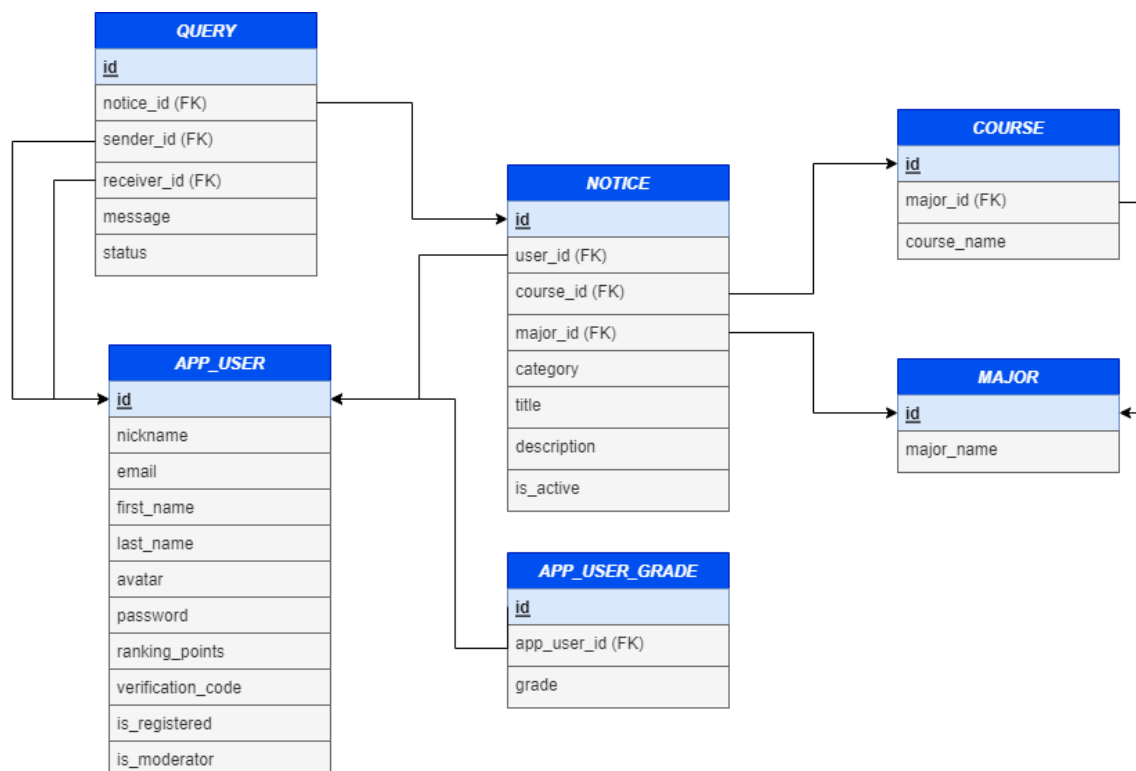 QUERY
id
notice_id (FK)
sender_id (FK)
receiver_id (FK)
message
status
APP_USER
id
nickname
email
first_name
last_name
avatar
password
ranking_points
verification_code
is_registered
is_moderator
NOTICE
id
user_id (FK)
course_id (FK)
major_id (FK)
category
title
description
is_active
APP_USER_GRADE
id
app_user_id (FK)
grade
COURSE
id
major_id (FK)
course_name
MAJOR
id
major_name